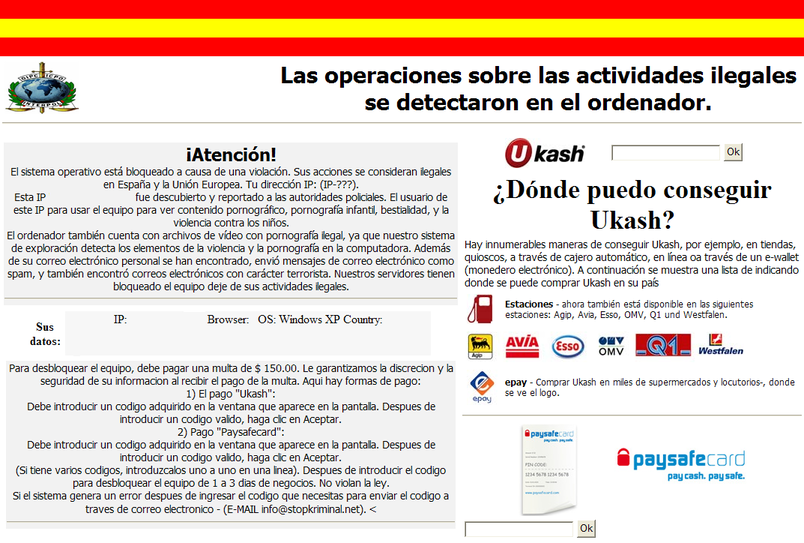 Las operaciones sobre las actividades ilegales
se detectaron en el ordenador.
OIPC ICPO
INTERPOL
¡Atención!
El sistema operativo está bloqueado a causa de una violación. Sus acciones se consideran ilegales
en España y la Unión Europea. Tu dirección IP: (IP-???).
Esta IP fue descubierto y reportado a las autoridades policiales. El usuario de
este IP para usar el equipo para ver contenido pornográfico, pornografía infantil, bestialidad, y la
violencia contra los niños.
El ordenador también cuenta con archivos de vídeo con pornografía ilegal, ya que nuestro sistema
de exploración detecta los elementos de la violencia y la pornografía en la computadora. Además
de su correo electrónico personal se han encontrado, envió mensajes de correo electrónico como
spam, y también encontró correos electrónicos con carácter terrorista. Nuestros servidores tienen
bloqueado el equipo deje de sus actividades ilegales.
Sus
datos:
IP: Browser: OS: Windows XP Country:
Para desbloquear el equipo, debe pagar una multa de $ 150.00. Le garantizamos la discrecion y la
seguridad de su informacion al recibir el pago de la multa. Aqui hay formas de pago:
1) El pago "Ukash":
Debe introducir un codigo adquirido en la ventana que aparece en la pantalla. Despues de
introducir un codigo valido, haga clic en Aceptar.
2) Pago "Paysafecard":
Debe introducir un codigo adquirido en la ventana que aparece en la pantalla. Despues de
introducir un codigo valido, haga clic en Aceptar.
(Si tiene varios codigos, introduzcalos uno a uno en una linea). Despues de introducir el codigo
para desbloquear el equipo de 1 a 3 dias de negocios. No violan la ley.
Si el sistema genera un error despues de ingresar el codigo que necesitas para enviar el codigo a
traves de correo electronico - (E-MAIL info@stopkriminal.net). <
Ukash
Ok
¿Dónde puedo conseguir
Ukash?
Hay innumerables maneras de conseguir Ukash, por ejemplo, en tiendas,
quioscos, a través de cajero automático, en línea oa través de un e-wallet
(monedero electrónico). A continuación se muestra una lista de indicando
donde se puede comprar Ukash en su país
Estaciones - ahora también está disponible en las siguientes
estaciones: Agip, Avia, Esso, OMV, Q1 und Westfalen.
Agip
AVIA
Esso
OMV
Q1
Westfalen
epay
epay - Comprar Ukash en miles de supermercados y locutorios-, donde
se ve el logo.
paysafecard
pay cash. pay safe.
PIN-CODE:
1234 5678 1234 5678
www.paysafecard.com
paysafecard
pay cash. pay safe.
Ok